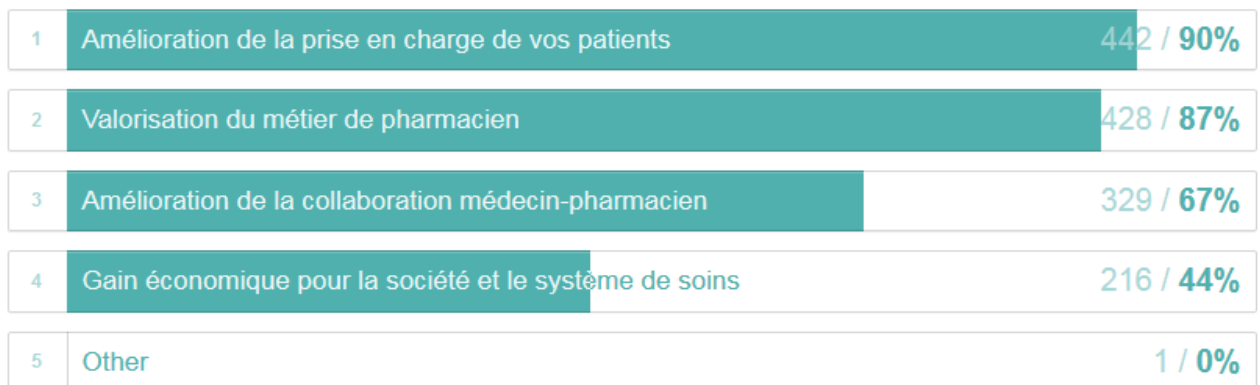 1 Amélioration de la prise en charge de vos patients 442 / 90%
2 Valorisation du métier de pharmacien 428 / 87%
3 Amélioration de la collaboration médecin-pharmacien 329 / 67%
4 Gain économique pour la société et le système de soins 216 / 44%
5 Other 1 / 0%